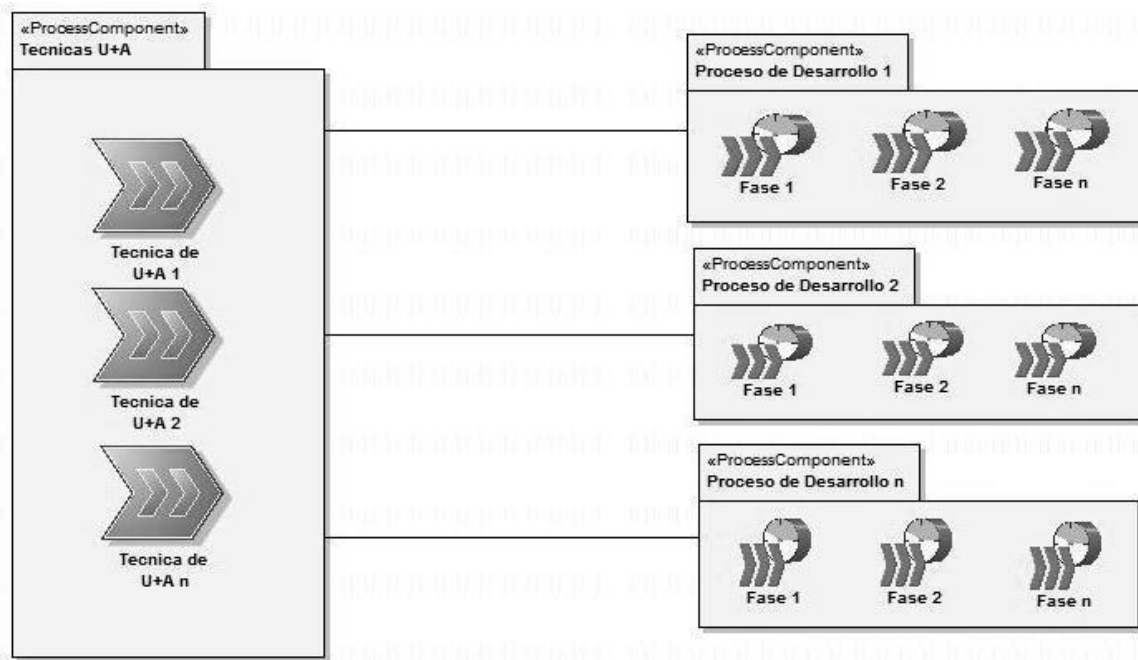 «ProcessComponent»
Tecnicas U+A
Tecnica de
U+A 1
Tecnica de
U+A 2
Tecnica de
U+A n
«ProcessComponent»
Proceso de Desarrollo 1
Fase 1
Fase 2
Fase n
«ProcessComponent»
Proceso de Desarrollo 2
Fase 1
Fase 2
Fase n
«ProcessComponent»
Proceso de Desarrollo n
Fase 1
Fase 2
Fase n